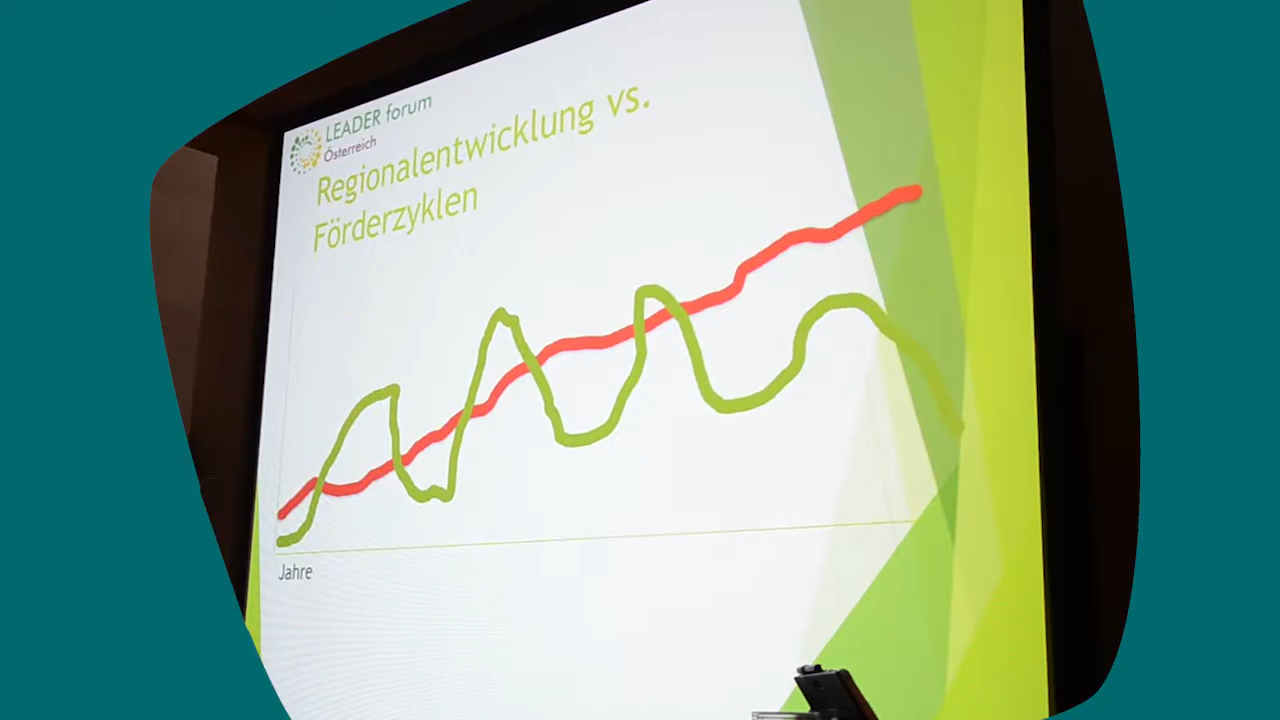 LEADER forum
Österreich
Regionalentwicklung vs.
Förderzyklen
Jahre